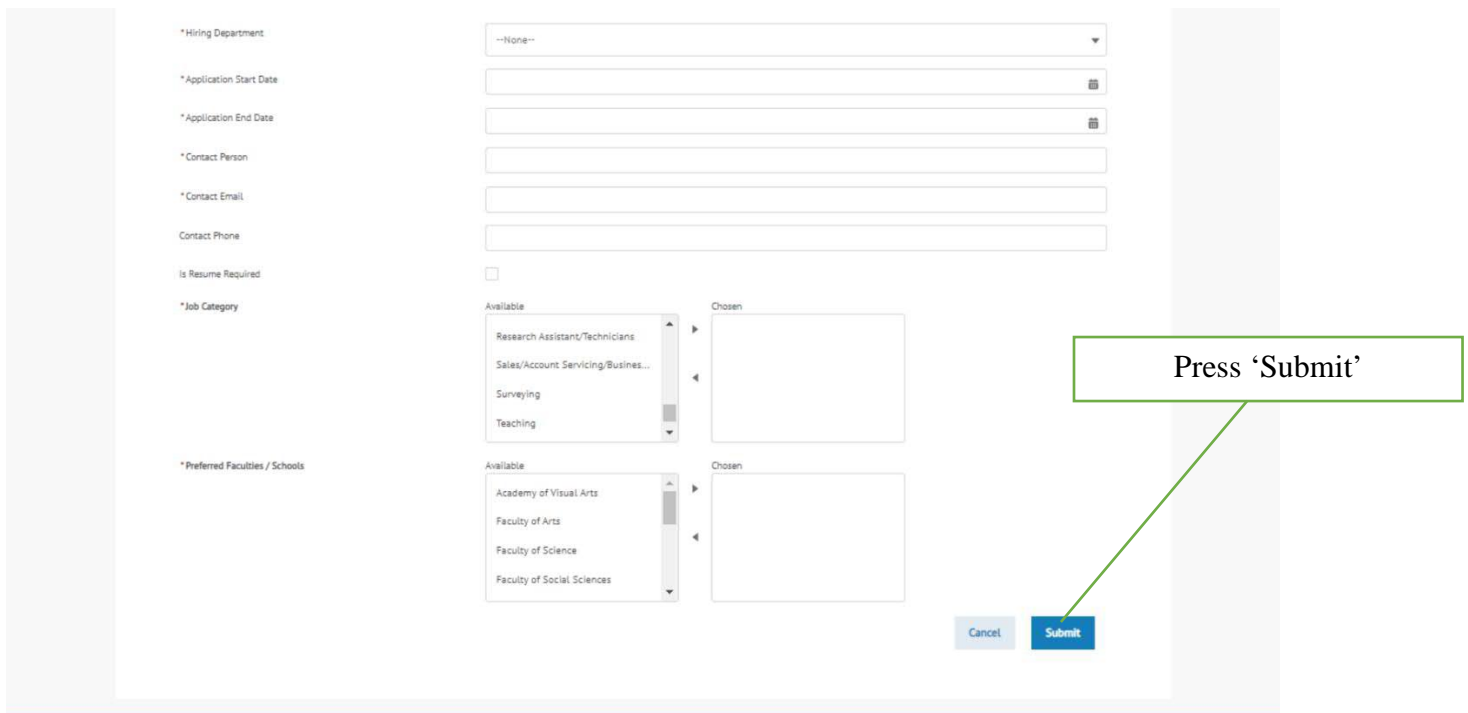 *Hiring Department
--None--
*Application Start Date
*Application End Date
*Contact Person
*Contact Email
Contact Phone
Is Resume Required
*Job Category
Available
Chosen
Research Assistant/Technicians
Sales/Account Servicing/Busines...
Surveying
Teaching
Press ‘Submit’
*Preferred Faculties / Schools
Available
Chosen
Academy of Visual Arts
Faculty of Arts
Faculty of Science
Faculty of Social Sciences
Cancel
Submit